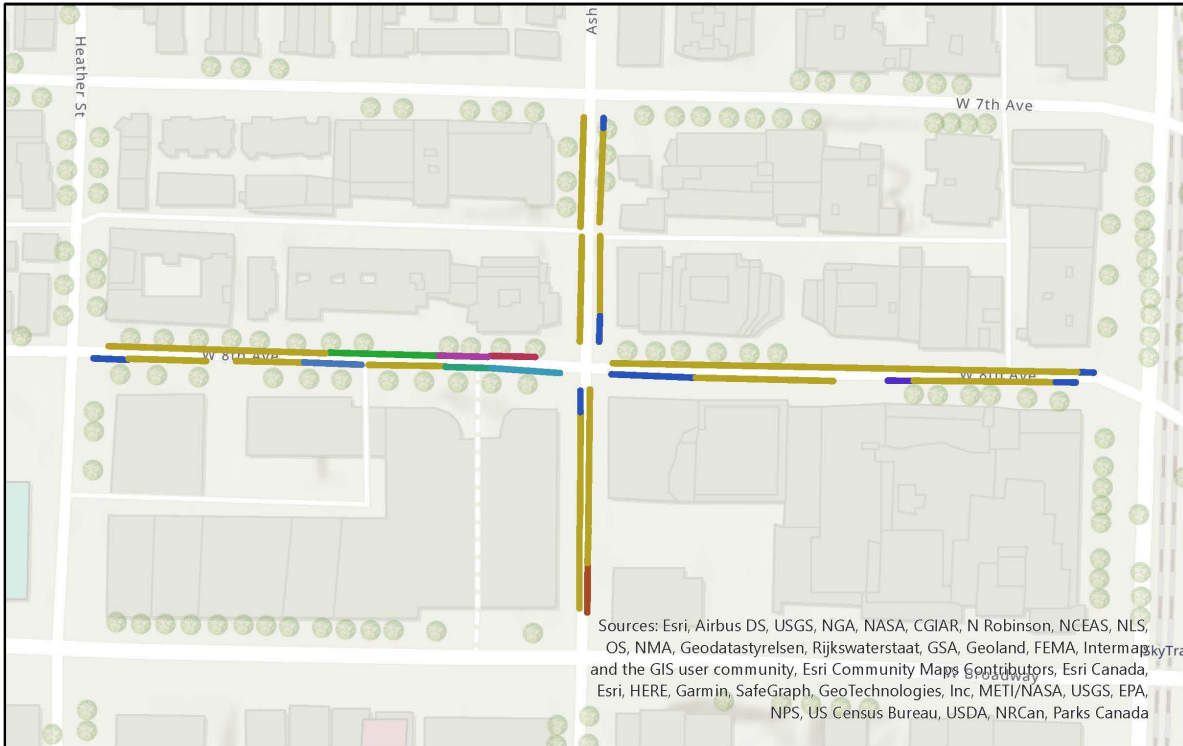 Ash
Heather St
W 7th Ave
W 8th Ave
W 8th Ave
Sources: Esri, Airbus DS, USGS, NGA, NASA, CGIAR, N Robinson, NCEAS, NLS,
OS, NMA, Geodatastyrelsen, Rijkswaterstaat, GSA, Geoland, FEMA, Intermap
and the GIS user community, Esri Community Maps Contributors, Esri Canada,
Esri, HERE, Garmin, SafeGraph, GeoTechnologies, Inc, METI/NASA, USGS, EPA,
NPS, US Census Bureau, USDA, NRCan, Parks Canada
SkyTra
W Broadway